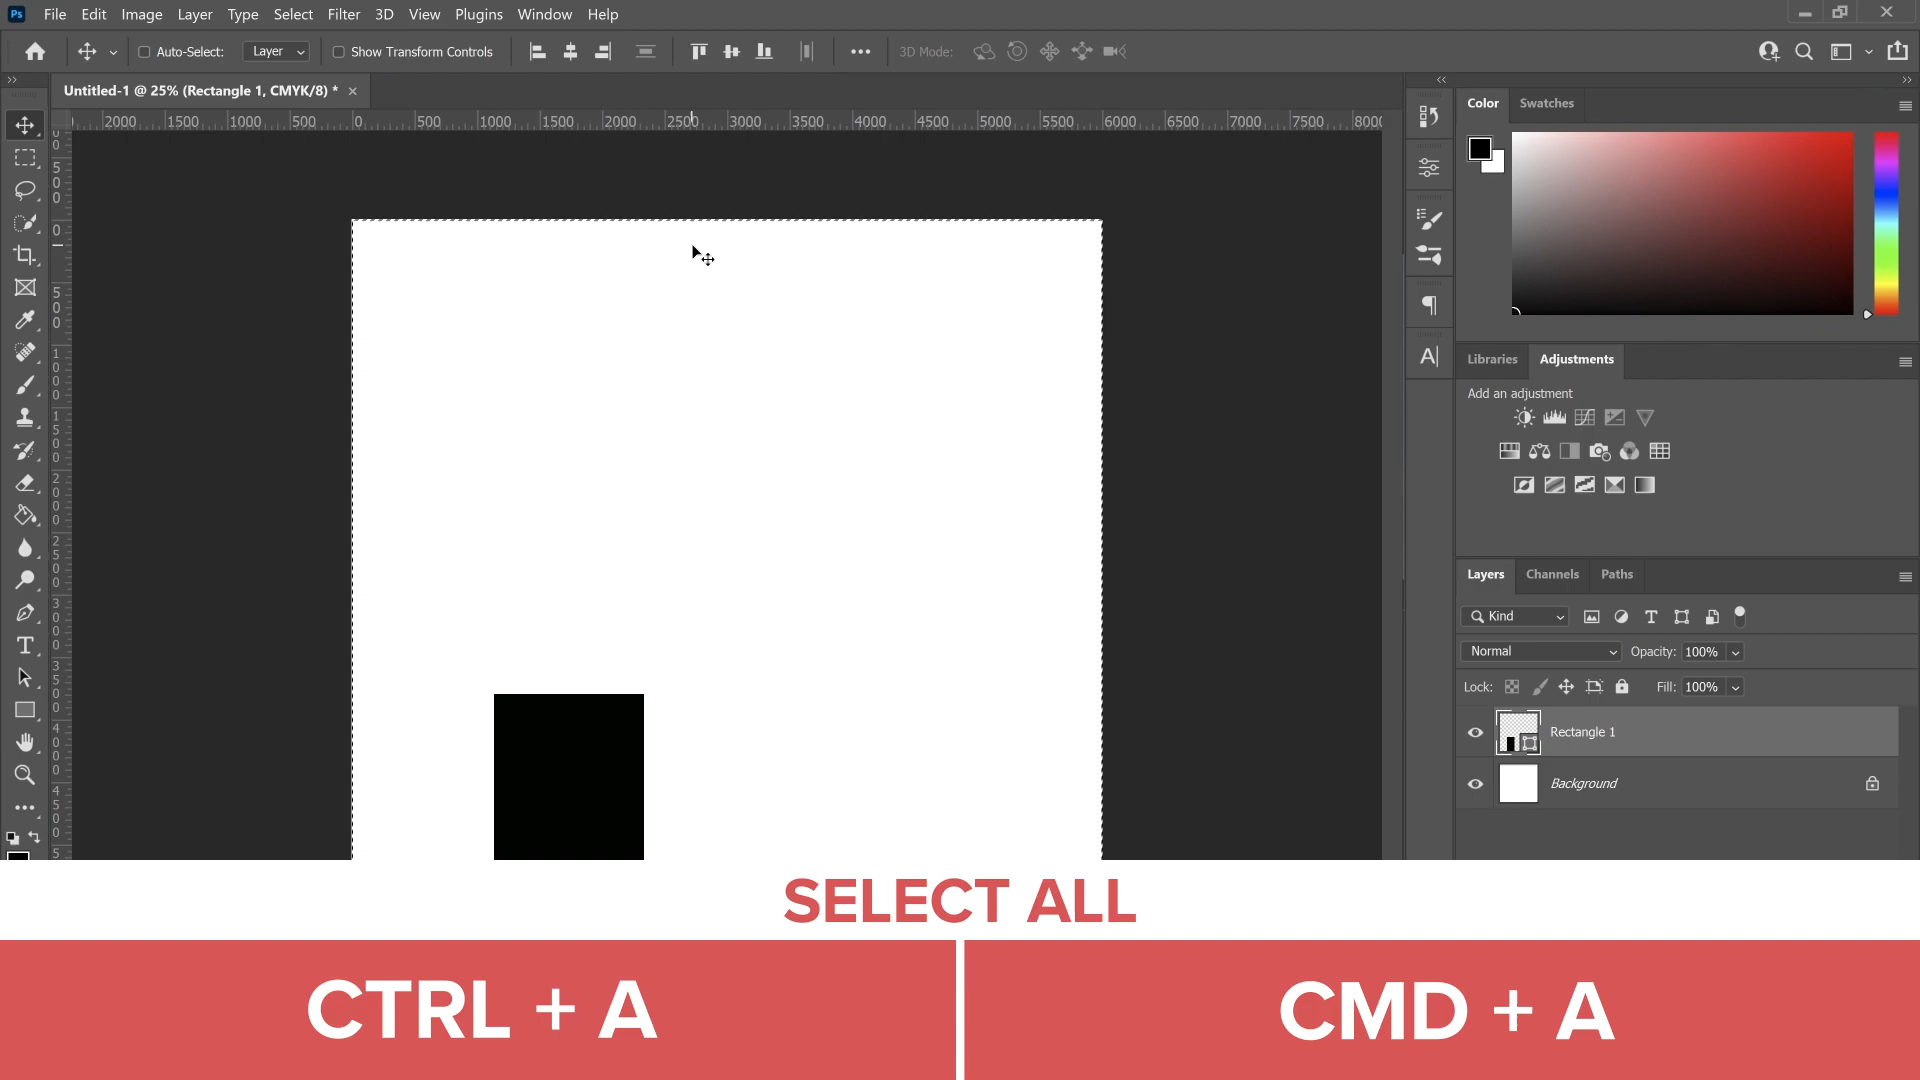 Ps File Edit Image Layer Type Select Filter 3D View Plugins Window Help
Auto-Select: Layer Show Transform Controls 3D Mode:
Untitled-1 @ 25% (Rectangle 1, CMYK/8) *
2000 1500 1000 500 0 500 1000 1500 2000 2500 3000 3500 4000 4500 5000 5500 6000 6500 7000 7500 8000
Color Swatches
Libraries Adjustments
Add an adjustment
Layers Channels Paths
Kind
Normal Opacity: 100%
Lock: Fill: 100%
Rectangle 1
Background
SELECT ALL
CTRL + A
CMD + A